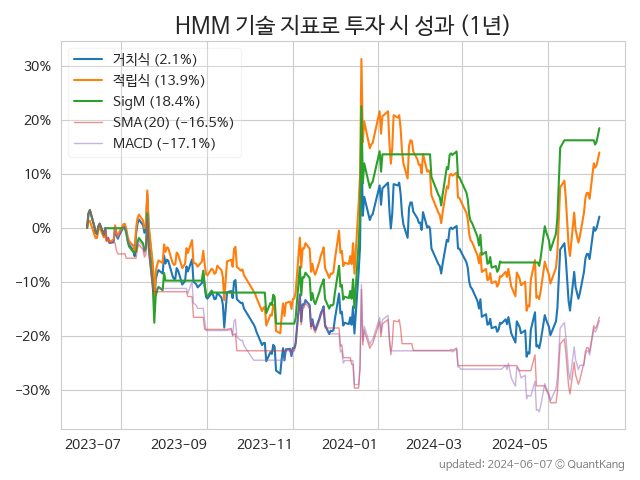 HMM 기술 지표로 투자 시 성과 (1년)
거치식 (2.1%)
적립식 (13.9%)
SigM (18.4%)
SMA(20) (−16.5%)
MACD (−17.1%)
30%
20%
10%
0%
−10%
−20%
−30%
2023-07 2023-09 2023-11 2024-01 2024-03 2024-05
updated: 2024-06-07 © QuantKang